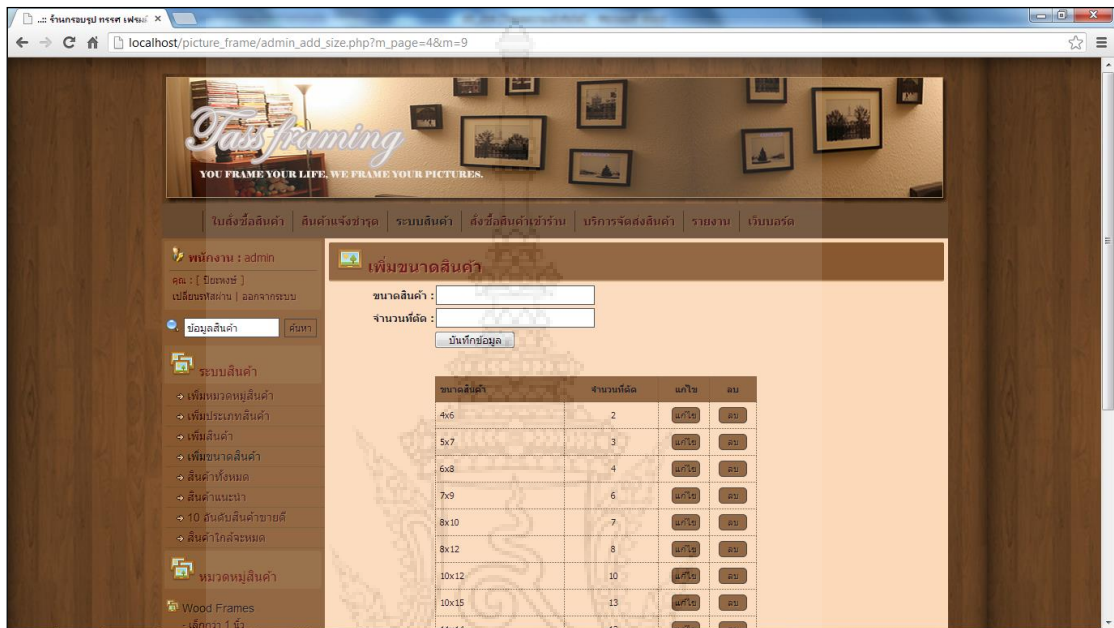 ..:: ร้านกรอบรูป ทรรศ เฟรมมิ่
localhost/picture_frame/admin_add_size.php?m_page=4&m=9
Tass framing
YOU FRAME YOUR LIFE, WE FRAME YOUR PICTURES.
ใบสั่งซื้อสินค้า | สินค้าแจ้งชำรุด | ระบบสินค้า | สั่งซื้อสินค้าเข้าร้าน | บริการจัดส่งสินค้า | รายงาน | เว็บบอร์ด
พนักงาน : admin
คุณ : [ ปิยะพงษ์ ]
เปลี่ยนรหัสผ่าน | ออกจากระบบ
ข้อมูลสินค้า ค้นหา
ระบบสินค้า
เพิ่มหมวดหมู่สินค้า
เพิ่มประเภทสินค้า
เพิ่มสินค้า
เพิ่มขนาดสินค้า
สินค้าทั้งหมด
สินค้าแนะนำ
10 อันดับสินค้าขายดี
สินค้าใกล้จะหมด
หมวดหมู่สินค้า
Wood Frames
- เล็กกว่า 1 นิ้ว
เพิ่มขนาดสินค้า
ขนาดสินค้า :
จำนวนที่ตัด :
บันทึกข้อมูล
ขนาดสินค้า จำนวนที่ตัด แก้ไข ลบ
4x6 2 แก้ไข ลบ
5x7 3 แก้ไข ลบ
6x8 4 แก้ไข ลบ
7x9 6 แก้ไข ลบ
8x10 7 แก้ไข ลบ
8x12 8 แก้ไข ลบ
10x12 10 แก้ไข ลบ
10x15 13 แก้ไข ลบ